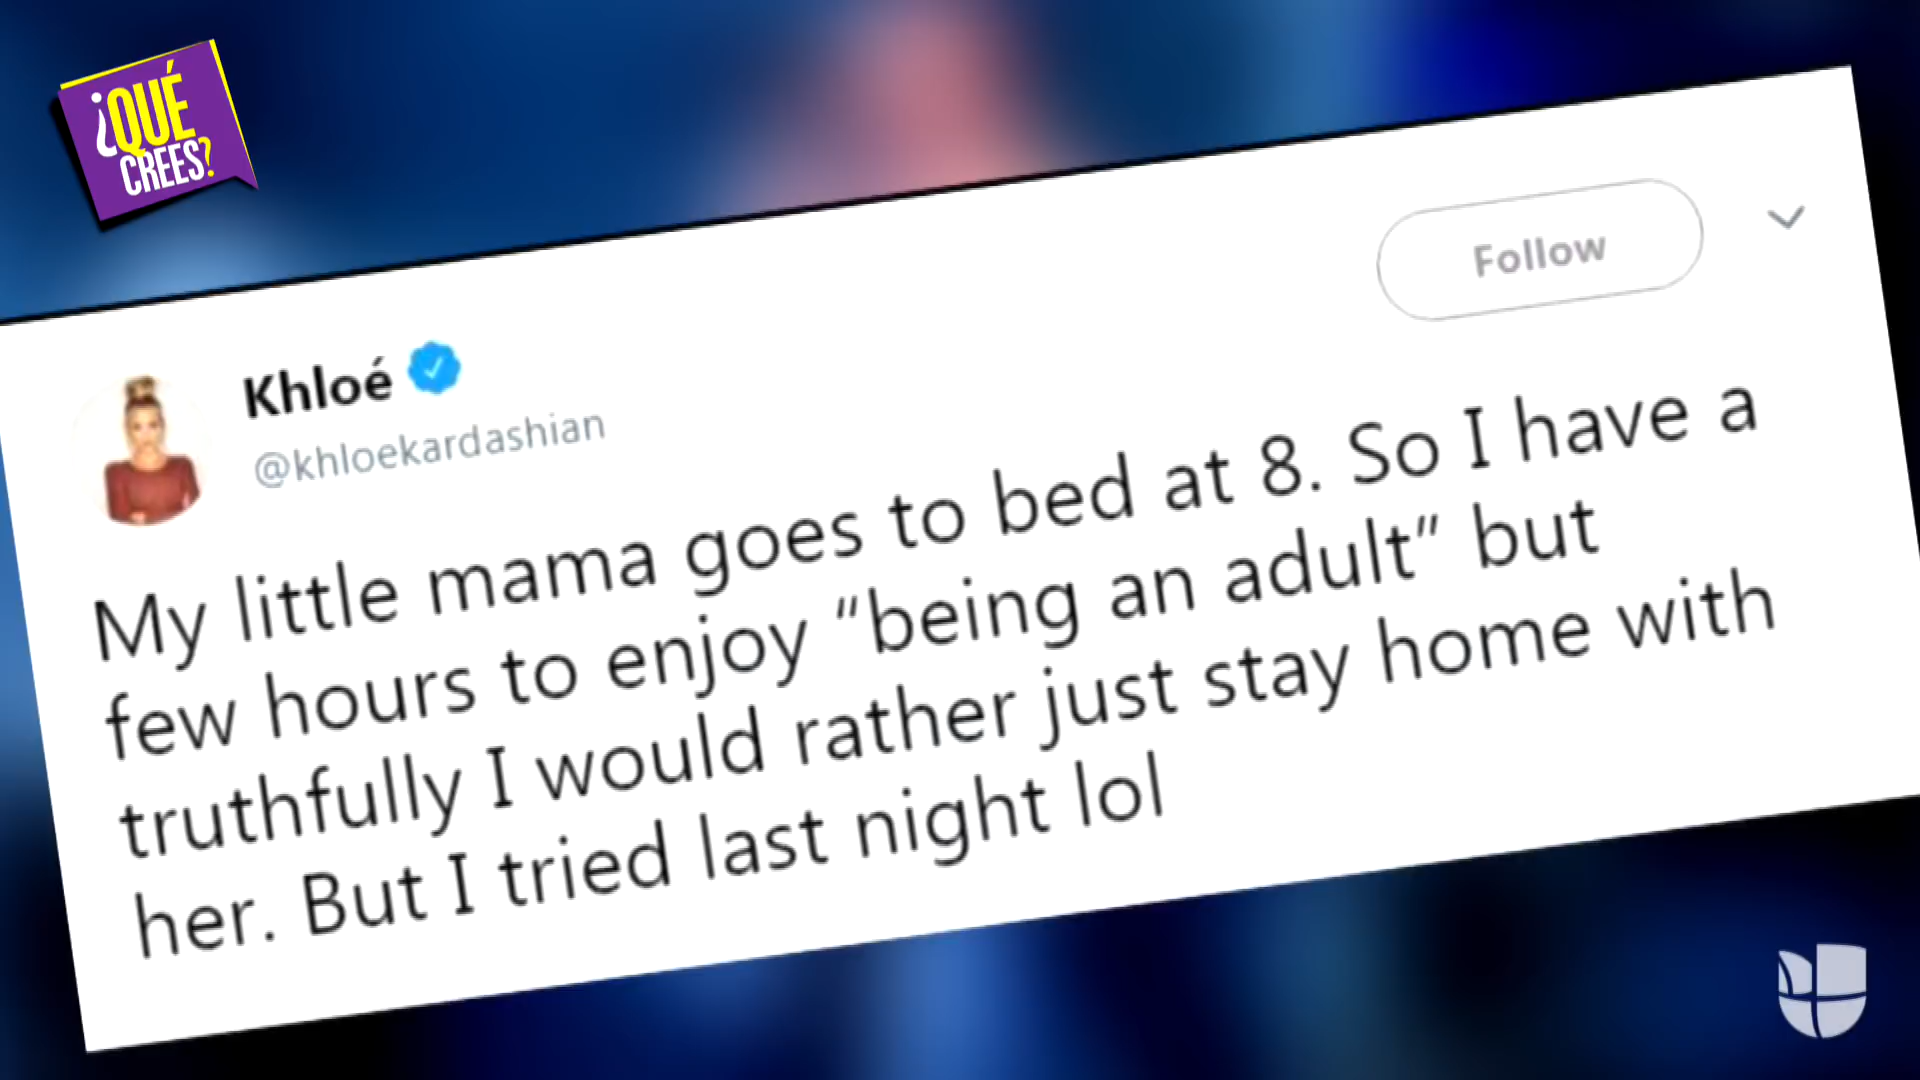 ¿QUÉ
CREES?
Follow
Khloé
@khloekardashian
My little mama goes to bed at 8. So I have a
few hours to enjoy “being an adult” but
truthfully I would rather just stay home with
her. But I tried last night lol